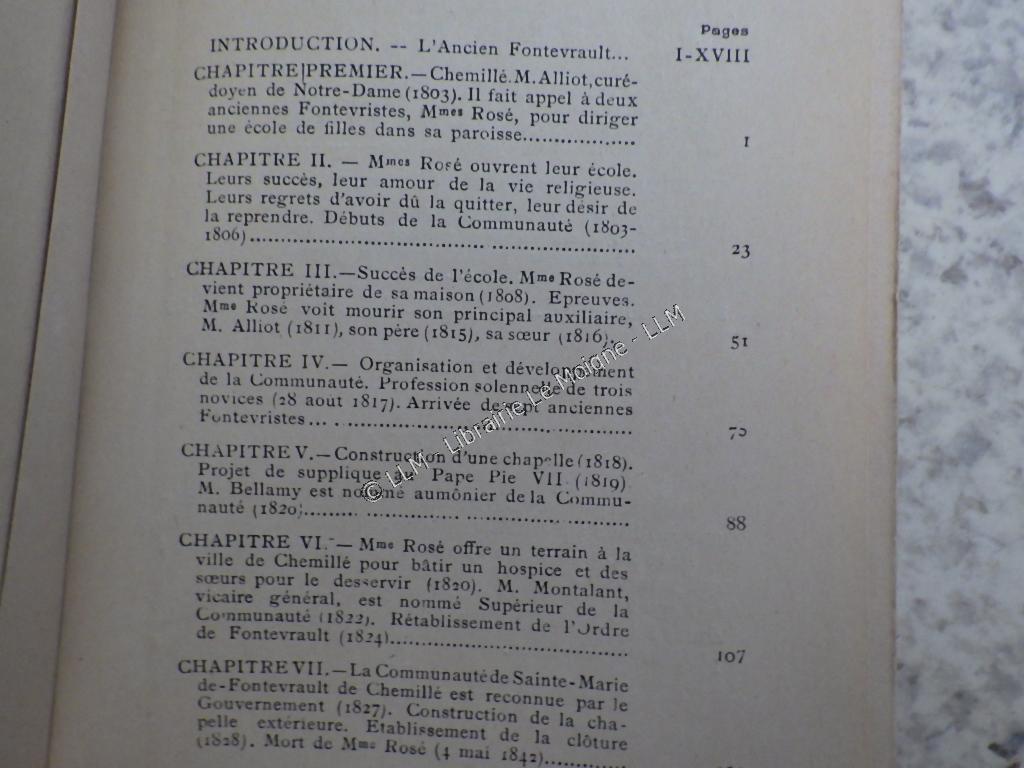 Pages
INTRODUCTION. -- L'Ancien Fontevrault... I-XVIII
CHAPITRE PREMIER.—Chemillé. M. Alliot, curé-
doyen de Notre-Dame (1803). Il fait appel à deux
anciennes Fontevristes, Mmes Rosé, pour diriger
une école de filles dans sa paroisse.................. 1
CHAPITRE II. — Mmes Rosé ouvrent leur école.
Leurs succès, leur amour de la vie religieuse.
Leurs regrets d'avoir dû la quitter, leur désir de
la reprendre. Débuts de la Communauté (1803-
1806)............................................................ 23
CHAPITRE III.—Succès de l'école. Mme Rosé de-
vient propriétaire de sa maison (1808). Epreuves.
Mme Rosé voit mourir son principal auxiliaire,
M. Alliot (1811), son père (1815), sa sœur (1816). 51
CHAPITRE IV.— Organisation et développement
de la Communauté. Profession solennelle de trois
novices (28 août 1817). Arrivée de sept anciennes
Fontevristes... . ............................................. 70
CHAPITRE V.—Construction d'une chapelle (1818).
Projet de supplique au Pape Pie VII (1819)
M. Bellamy est nommé aumônier de la Commu-
nauté (1820)................................................... 88
CHAPITRE VI.— Mme Rosé offre un terrain à la
ville de Chemillé pour bâtir un hospice et des
sœurs pour le desservir (1820). M. Montalant,
vicaire général, est nommé Supérieur de la
Communauté (1822). Rétablissement de l'Ordre
de Fontevrault (1824)...................................... 107
CHAPITRE VII.—La Communauté de Sainte-Marie
de-Fontevrault de Chemillé est reconnue par le
Gouvernement (1827). Construction de la cha-
pelle extérieure. Etablissement de la clôture
(1828). Mort de Mme Rosé (4 mai 1842)............
© LLM - Librairie Le Moigne - LLM